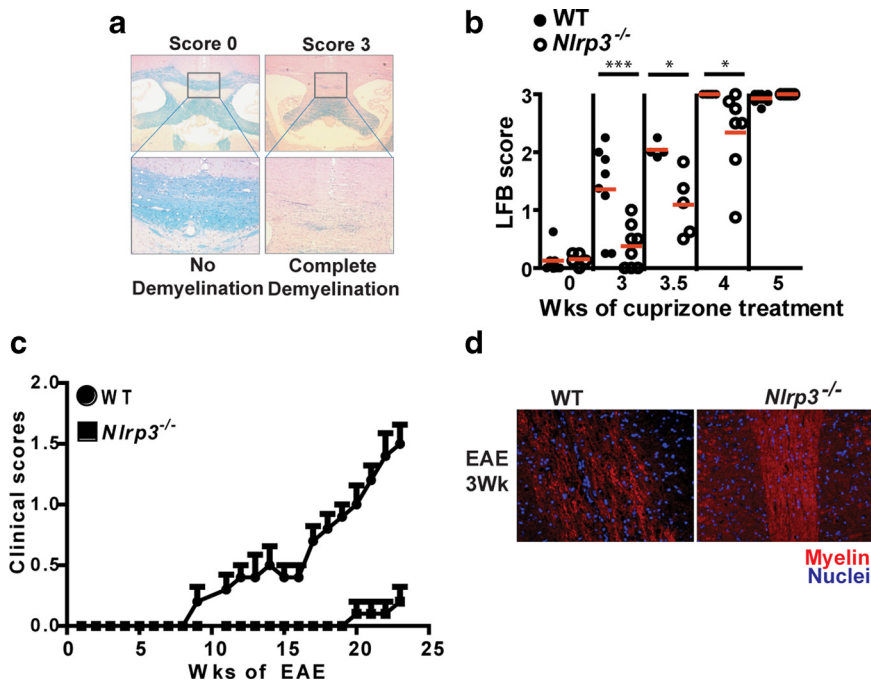 a
Score 0
Score 3
No
Demyelination
Complete
Demyelination
b
WT
Nlrp3-/-
***
*
*
LFB score
3
2
1
0
0
3
3.5
4
5
Wks of cuprizone treatment
c
WT
Nlrp3-/-
Clinical scores
2.0
1.5
1.0
0.5
0.0
0
5
10
15
20
25
Wks of EAE
d
WT
Nlrp3-/-
EAE
3Wk
Myelin
Nuclei